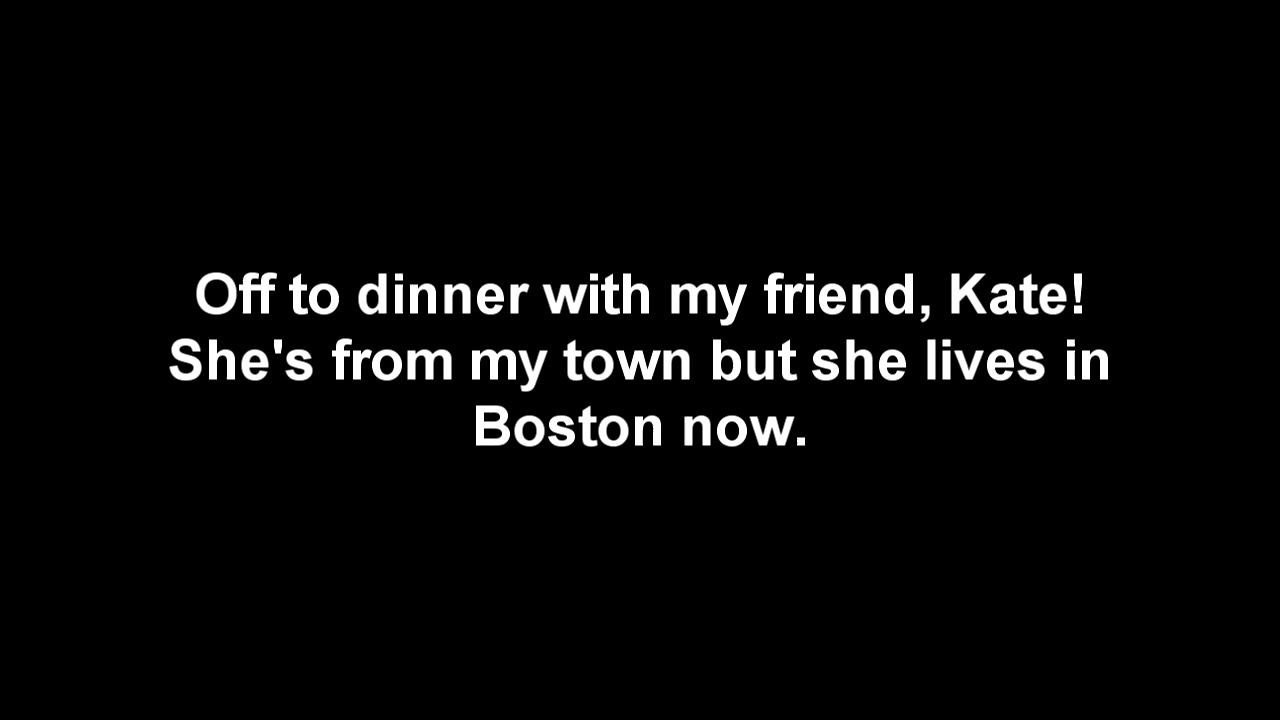 Off to dinner with my friend, Kate!
She's from my town but she lives in
Boston now.